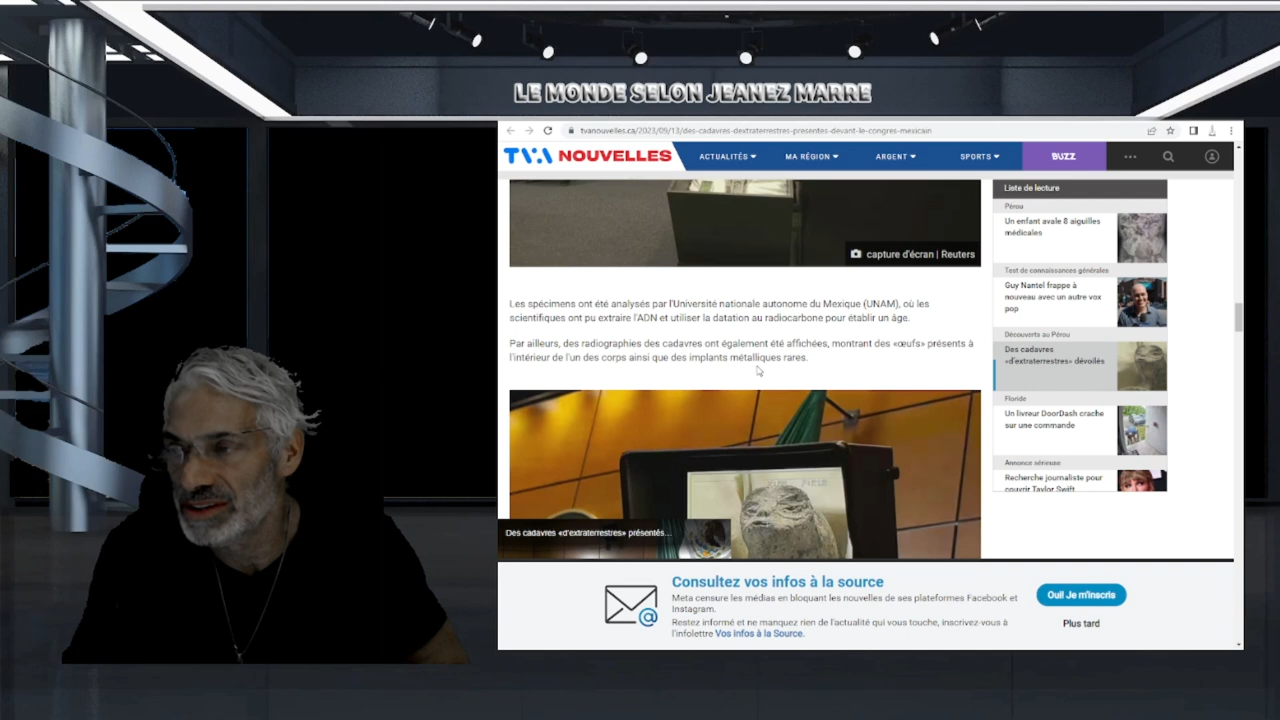 LE MONDE SELON JEANEZ MARRE
tvanouvelles.ca/2023/09/13/des-cadavres-dextraterrestres-presentes-devant-le-congres-mexicain
TVA NOUVELLES
ACTUALITÉS
MA RÉGION
ARGENT
SPORTS
BUZZ
capture d'écran | Reuters
Les spécimens ont été analysés par l'Université nationale autonome du Mexique (UNAM), où les
scientifiques ont pu extraire l'ADN et utiliser la datation au radiocarbone pour établir un âge.
Par ailleurs, des radiographies des cadavres ont également été affichées, montrant des «œufs» présents à
l'intérieur de l'un des corps ainsi que des implants métalliques rares.
Des cadavres «d'extraterrestres» présentés...
Liste de lecture
Pérou
Un enfant avale 8 aiguilles
médicales
Test de connaissances générales
Guy Nantel frappe à
nouveau avec un autre vox
pop
Découverts au Pérou
Des cadavres
«d'extraterrestres» dévoilés
Floride
Un livreur DoorDash crache
sur une commande
Annonce sérieuse
Recherche journaliste pour
couvrir Taylor Swift
Consultez vos infos à la source
Meta censure les médias en bloquant les nouvelles de ses plateformes Facebook et
Instagram.
Restez informé et ne manquez rien de l'actualité qui vous touche, inscrivez-vous à
l'infolettre Vos infos à la Source.
Oui! Je m'inscris
Plus tard